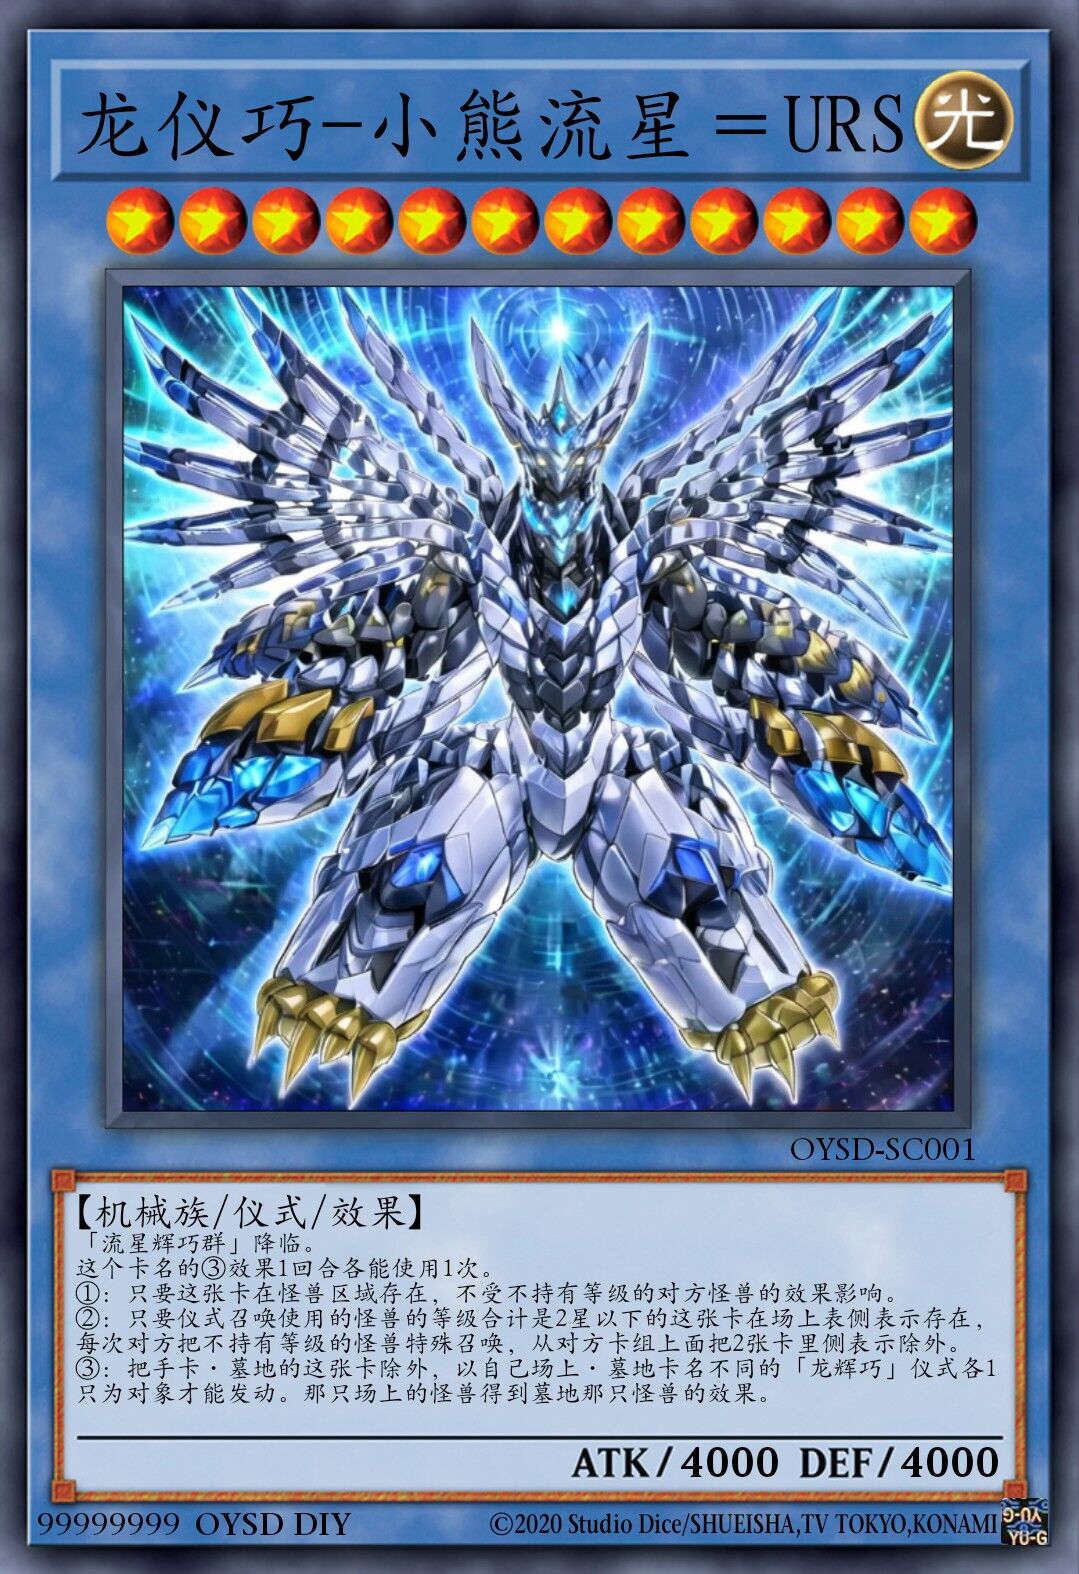 龙仪巧-小熊流星=URS
光
OYSD-SC001
【机械族/仪式/效果】
「流星辉巧群」降临。
这个卡名的③效果1回合各能使用1次。
①：只要这张卡在怪兽区域存在，不受不持有等级的对方怪兽的效果影响。
②：只要仪式召唤使用的怪兽的等级合计是2星以下的这张卡在场上表侧表示存在，
每次对方把不持有等级的怪兽特殊召唤，从对方卡组上面把2张卡里侧表示除外。
③：把手卡·墓地的这张卡除外，以自己场上·墓地卡名不同的「龙辉巧」仪式各1
只为对象才能发动。那只场上的怪兽得到墓地那只怪兽的效果。
ATK/4000 DEF/4000
99999999 OYSD DIY ©2020 Studio Dice/SHUEISHA,TV TOKYO,KONAMI
YU-G